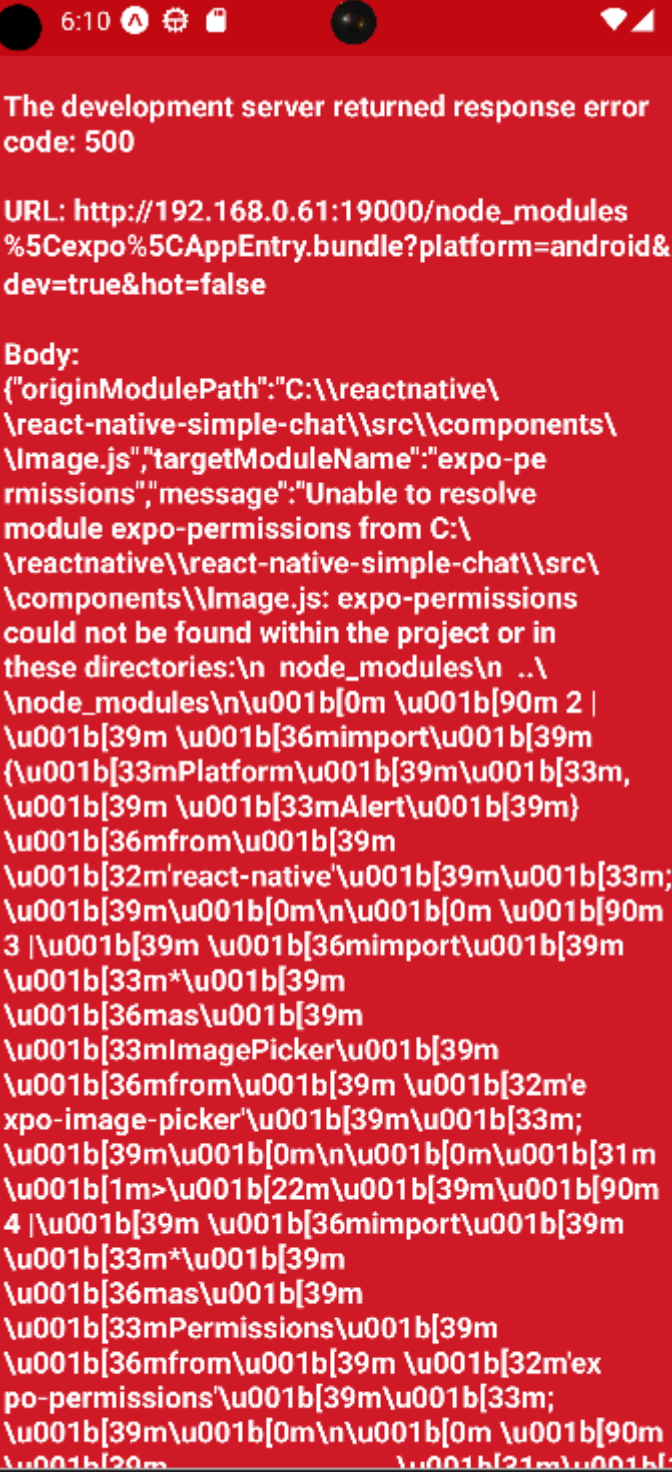 6:10
The development server returned response error
code: 500
URL: http://192.168.0.61:19000/node_modules
%5Cexpo%5CAppEntry.bundle?platform=android&
dev=true&hot=false
Body:
{"originModulePath":"C:\\reactnative\
\react-native-simple-chat\\src\\components\
\Image.js","targetModuleName":"expo-pe
rmissions","message":"Unable to resolve
module expo-permissions from C:\
\reactnative\\react-native-simple-chat\\src\
\components\\Image.js: expo-permissions
could not be found within the project or in
these directories:\n  node_modules\n  ..\
\node_modules\n\u001b[0m \u001b[90m 2 |
\u001b[39m \u001b[36mimport\u001b[39m
{\u001b[33mPlatform\u001b[39m\u001b[33m,
\u001b[39m \u001b[33mAlert\u001b[39m}
\u001b[36mfrom\u001b[39m
\u001b[32m'react-native'\u001b[39m\u001b[33m;
\u001b[39m\u001b[0m\n\u001b[0m \u001b[90m
3 |\u001b[39m \u001b[36mimport\u001b[39m
\u001b[33m*\u001b[39m
\u001b[36mas\u001b[39m
\u001b[33mImagePicker\u001b[39m
\u001b[36mfrom\u001b[39m \u001b[32m'e
xpo-image-picker'\u001b[39m\u001b[33m;
\u001b[39m\u001b[0m\n\u001b[0m\u001b[31m
\u001b[1m>\u001b[22m\u001b[39m\u001b[90m
4 |\u001b[39m \u001b[36mimport\u001b[39m
\u001b[33m*\u001b[39m
\u001b[36mas\u001b[39m
\u001b[33mPermissions\u001b[39m
\u001b[36mfrom\u001b[39m \u001b[32m'ex
po-permissions'\u001b[39m\u001b[33m;
\u001b[39m\u001b[0m\n\u001b[0m \u001b[90m